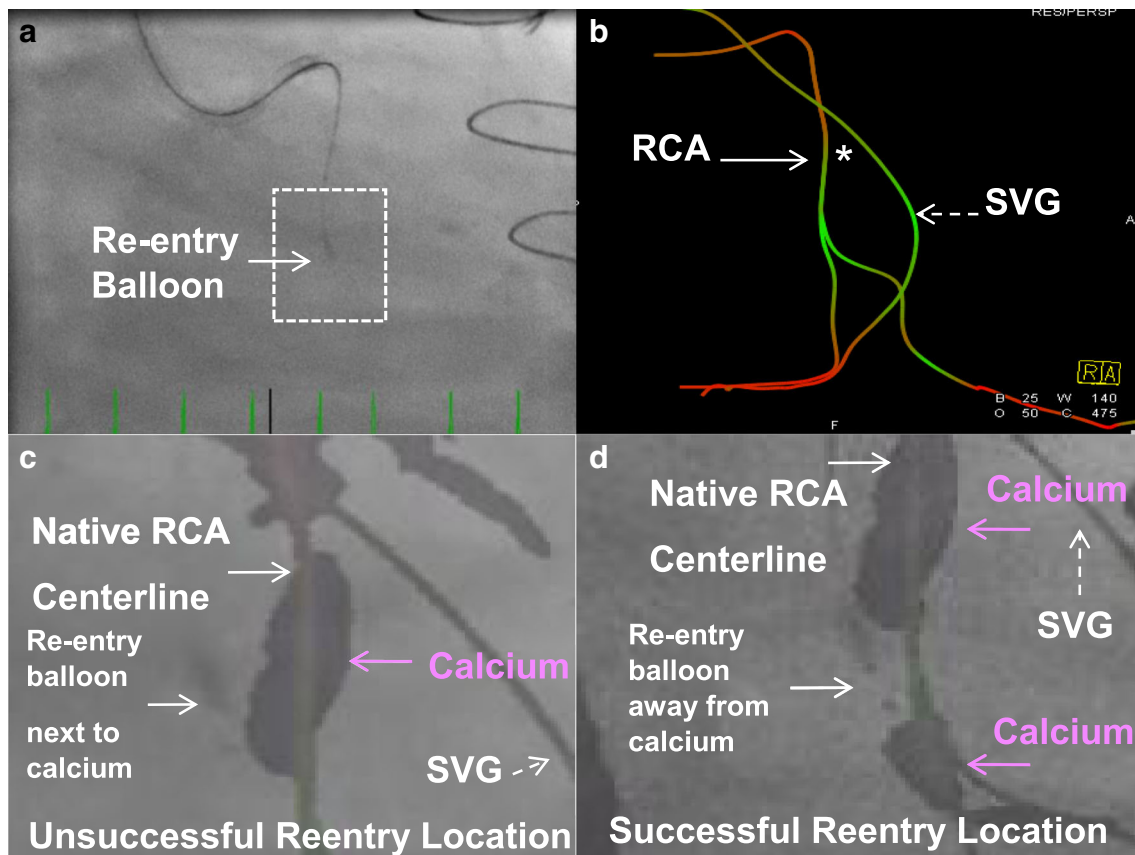 a
Re-entry
Balloon
b
RES/PERSP
RCA
*
SVG
A
RA
B 25 W 140
O 50 C 475
F
c
Native RCA
Centerline
Re-entry
balloon
next to
calcium
Calcium
SVG
Unsuccessful Reentry Location
d
Native RCA
Calcium
Centerline
SVG
Re-entry
balloon
away from
calcium
Calcium
Successful Reentry Location